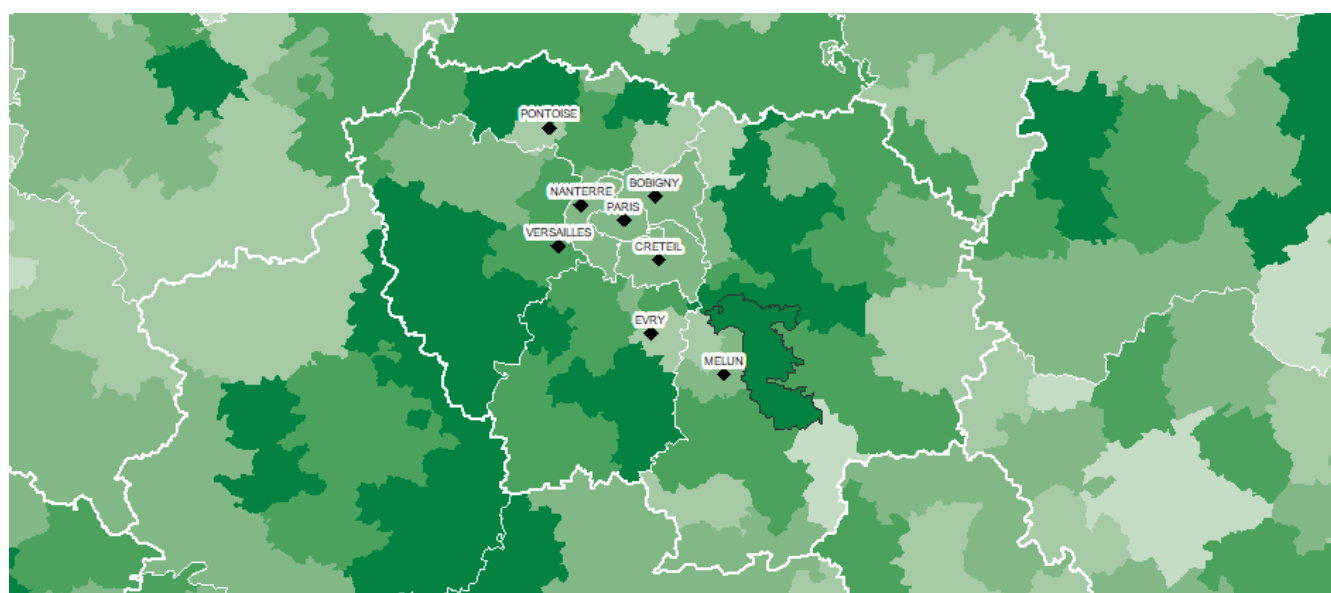 PONTOISE
BOBIGNY
NANTERRE
PARIS
VERSAILLES
CRETEIL
EVRY
MELUN